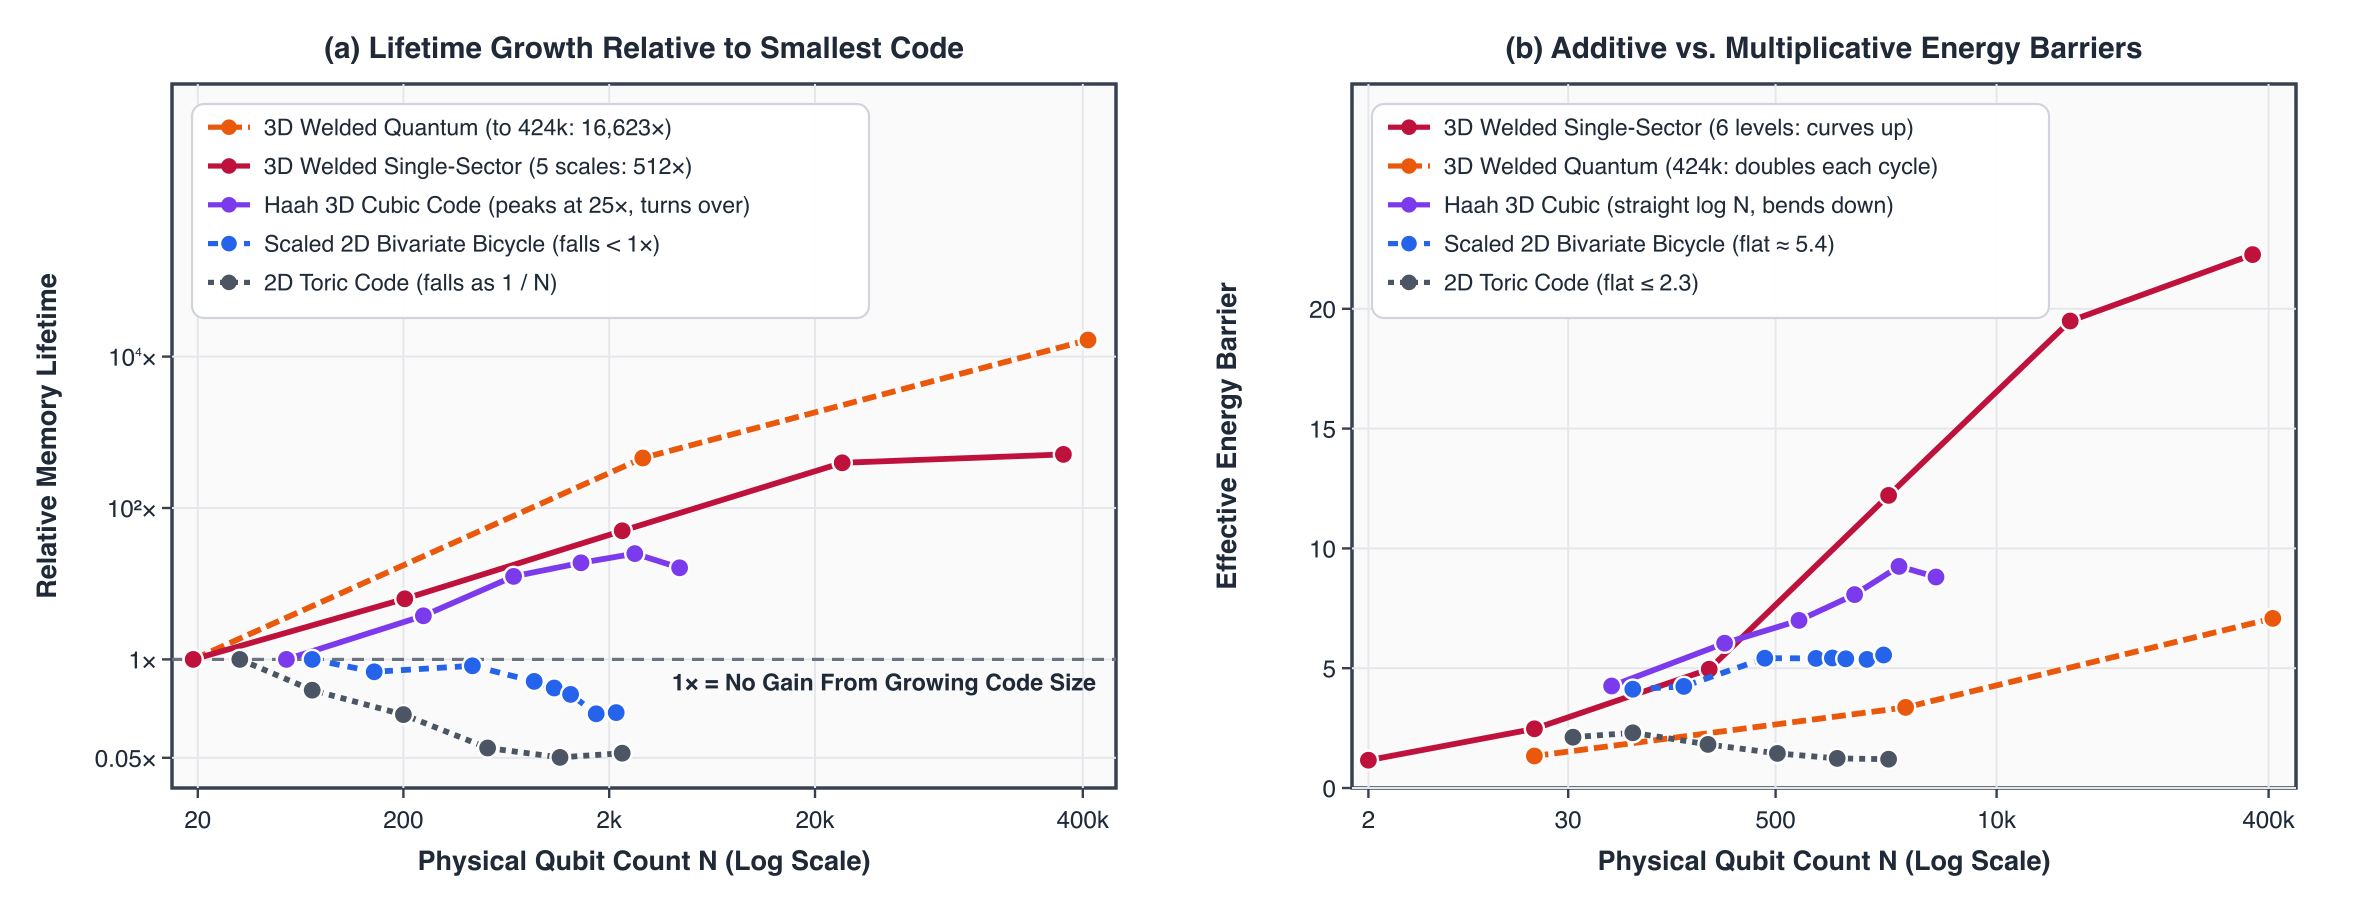 (a) Lifetime Growth Relative to Smallest Code
3D Welded Quantum (to 424k: 16,623×)
3D Welded Single-Sector (5 scales: 512×)
Haah 3D Cubic Code (peaks at 25×, turns over)
Scaled 2D Bivariate Bicycle (falls < 1×)
2D Toric Code (falls as 1 / N)
Relative Memory Lifetime
10⁴×
10²×
1×
0.05×
1× = No Gain From Growing Code Size
20
200
2k
20k
400k
Physical Qubit Count N (Log Scale)
(b) Additive vs. Multiplicative Energy Barriers
3D Welded Single-Sector (6 levels: curves up)
3D Welded Quantum (424k: doubles each cycle)
Haah 3D Cubic (straight log N, bends down)
Scaled 2D Bivariate Bicycle (flat ≈ 5.4)
2D Toric Code (flat ≤ 2.3)
Effective Energy Barrier
20
15
10
5
0
2
30
500
10k
400k
Physical Qubit Count N (Log Scale)